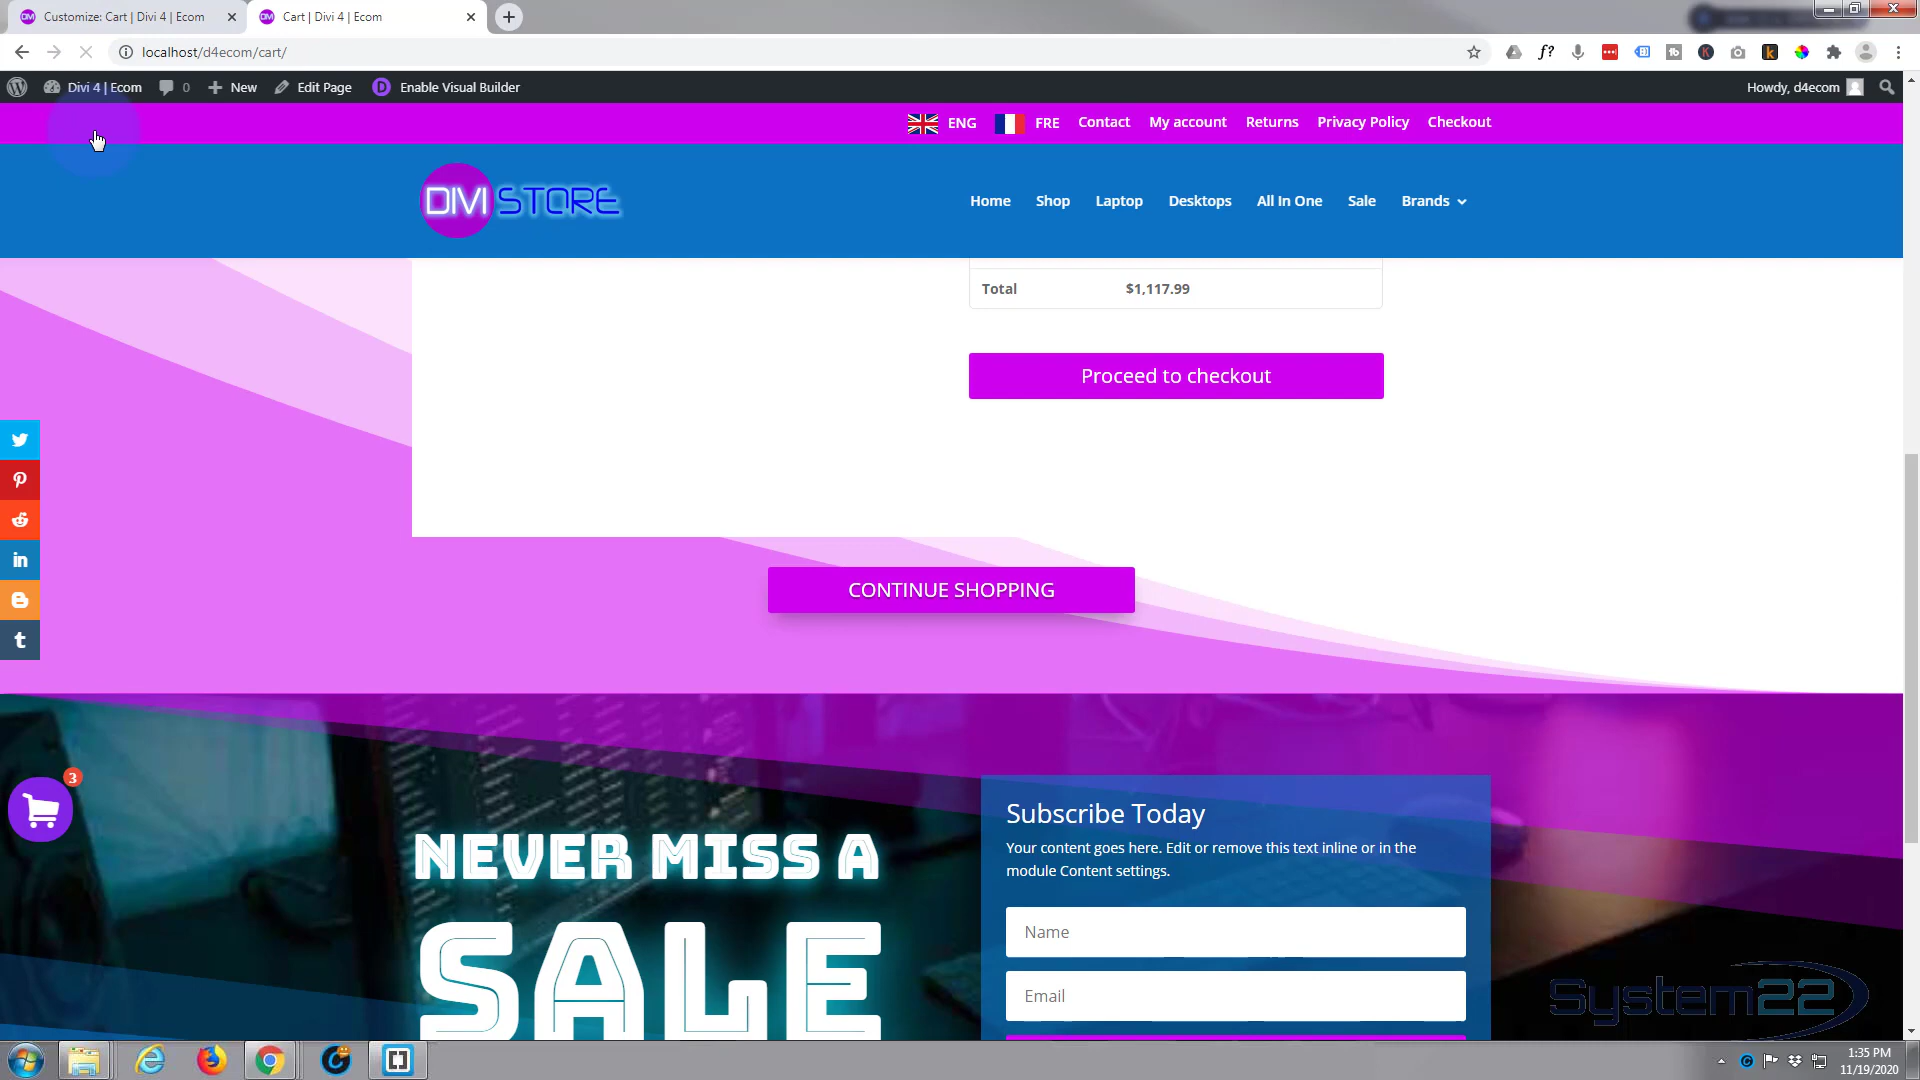 Customize: Cart | Divi 4 | Ecom
Cart | Divi 4 | Ecom
localhost/d4ecom/cart/
Divi 4 | Ecom
0
New
Edit Page
Enable Visual Builder
Howdy, d4ecom
ENG
FRE
Contact
My account
Returns
Privacy Policy
Checkout
DIVI STORE
Home
Shop
Laptop
Desktops
All In One
Sale
Brands
Total
$1,117.99
Proceed to checkout
CONTINUE SHOPPING
3
NEVER MISS A
SALE
Subscribe Today
Your content goes here. Edit or remove this text inline or in the
module Content settings.
Name
Email
System22
1:35 PM
11/19/2020